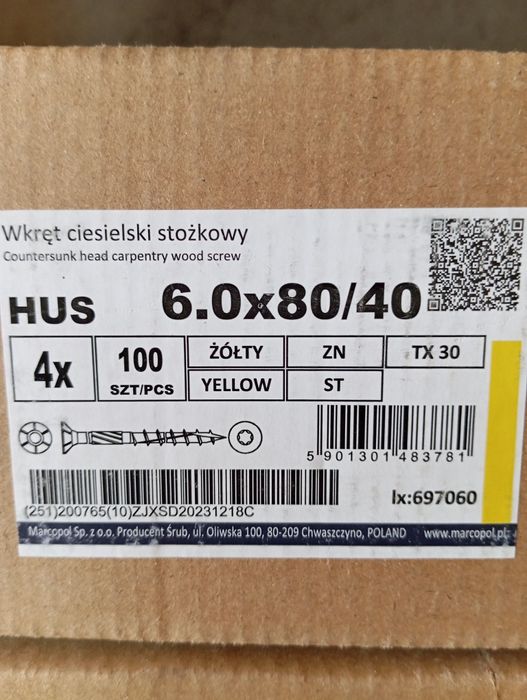 Wkręt ciesielski stożkowy
Countersunk head carpentry wood screw
HUS 6.0x80/40
4x 100 SZT/PCS ŻÓŁTY ZN TX 30
YELLOW ST
5 901301 483781
lx:697060
(251)200765(10)ZJXSD20231218C
Marcopol Sp. z o.o. Producent Śrub, ul. Oliwska 100, 80-209 Chwaszczyno, POLAND www.marcopol.pl